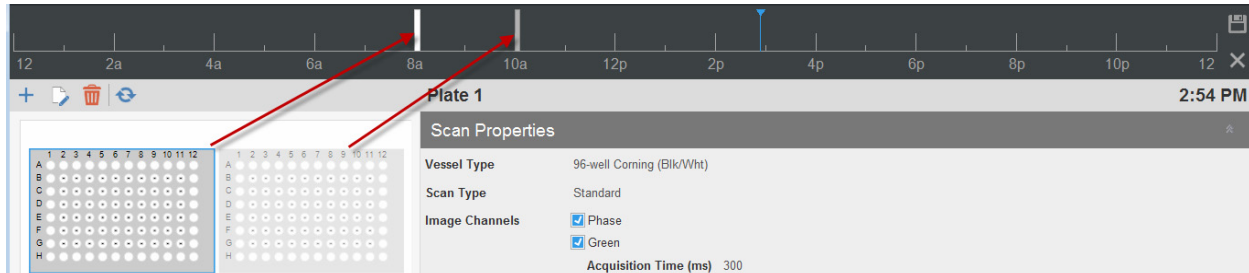 12 2a 4a 6a 8a 10a 12p 2p 4p 6p 8p 10p 12
Plate 1 2:54 PM
Scan Properties
1 2 3 4 5 6 7 8 9 10 11 12 1 2 3 4 5 6 7 8 9 10 11 12
A A
B B
C C
D D
E E
F F
G G
H H
Vessel Type 96-well Corning (Blk/Wht)
Scan Type Standard
Image Channels Phase
Green
Acquisition Time (ms) 300